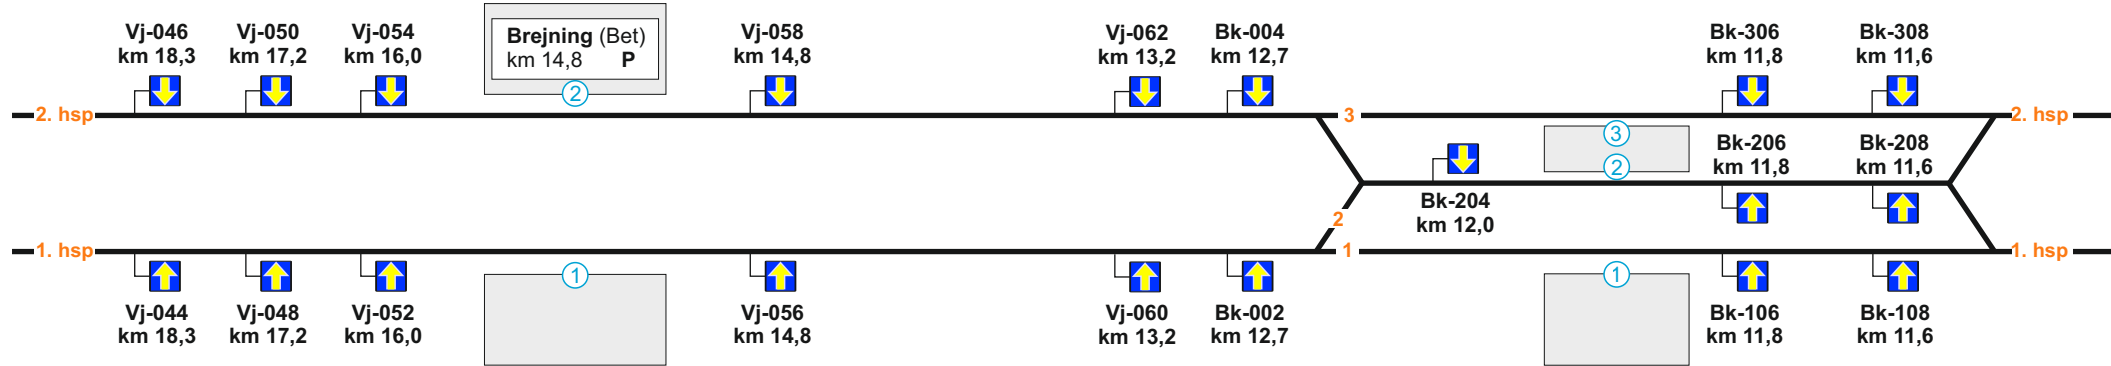 Vj-046
km 18,3
Vj-050
km 17,2
Vj-054
km 16,0
Brejning (Bet)
km 14,8 P
2
Vj-058
km 14,8
Vj-062
km 13,2
Bk-004
km 12,7
Bk-306
km 11,8
Bk-308
km 11,6
2. hsp
3
2. hsp
3
2
Bk-206
km 11,8
Bk-208
km 11,6
Bk-204
km 12,0
2
1. hsp
1
1. hsp
1
1
Vj-044
km 18,3
Vj-048
km 17,2
Vj-052
km 16,0
Vj-056
km 14,8
Vj-060
km 13,2
Bk-002
km 12,7
Bk-106
km 11,8
Bk-108
km 11,6